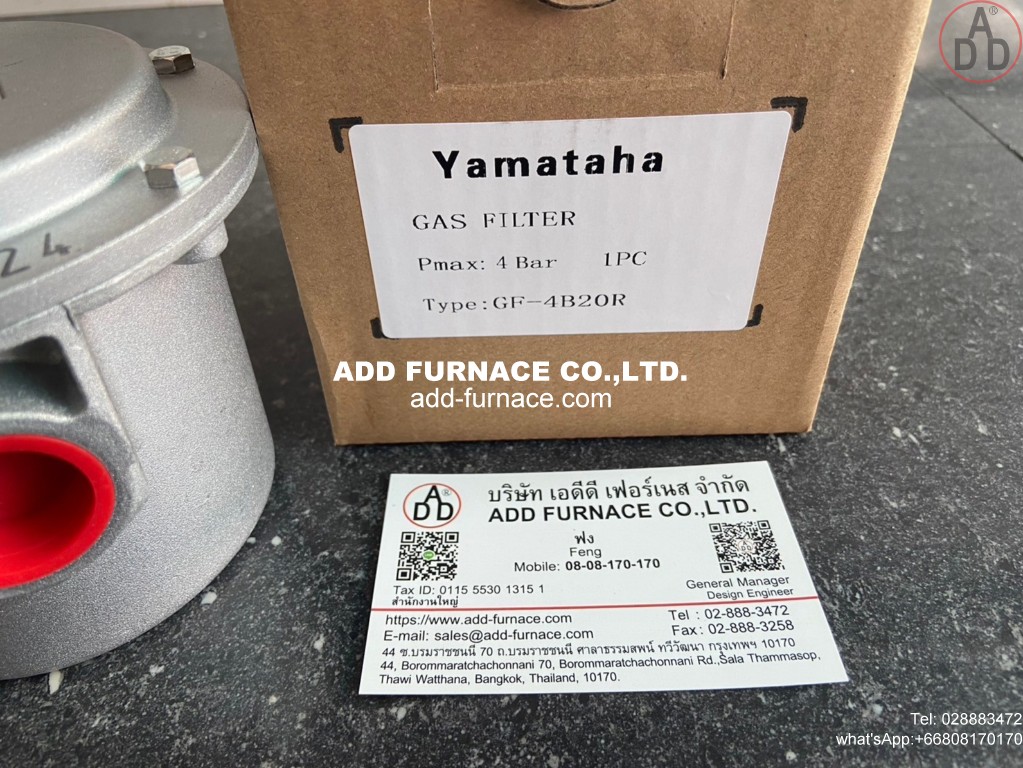 ADD®
Yamataha
GAS FILTER
Pmax: 4 Bar 1PC
Type:GF-4B20R
24
ADD FURNACE CO.,LTD.
add-furnace.com
ADD®
บริษัท เอดีดี เฟอร์เนส จำกัด
ADD FURNACE CO.,LTD.
ฟง
Feng
Mobile: 08-08-170-170
Tax ID: 0115 5530 1315 1
สำนักงานใหญ่
General Manager
Design Engineer
https://www.add-furnace.com
E-mail: sales@add-furnace.com
Tel : 02-888-3472
Fax: 02-888-3258
44 ซ.บรมราชชนนี 70 ถ.บรมราชชนนี ศาลาธรรมสพน์ ทวีวัฒนา กรุงเทพฯ 10170
44, Borommaratchachonnani 70, Borommaratchachonnani Rd.,Sala Thammasop,
Thawi Watthana, Bangkok, Thailand, 10170.
Tel: 028883472
what'sApp:+66808170170